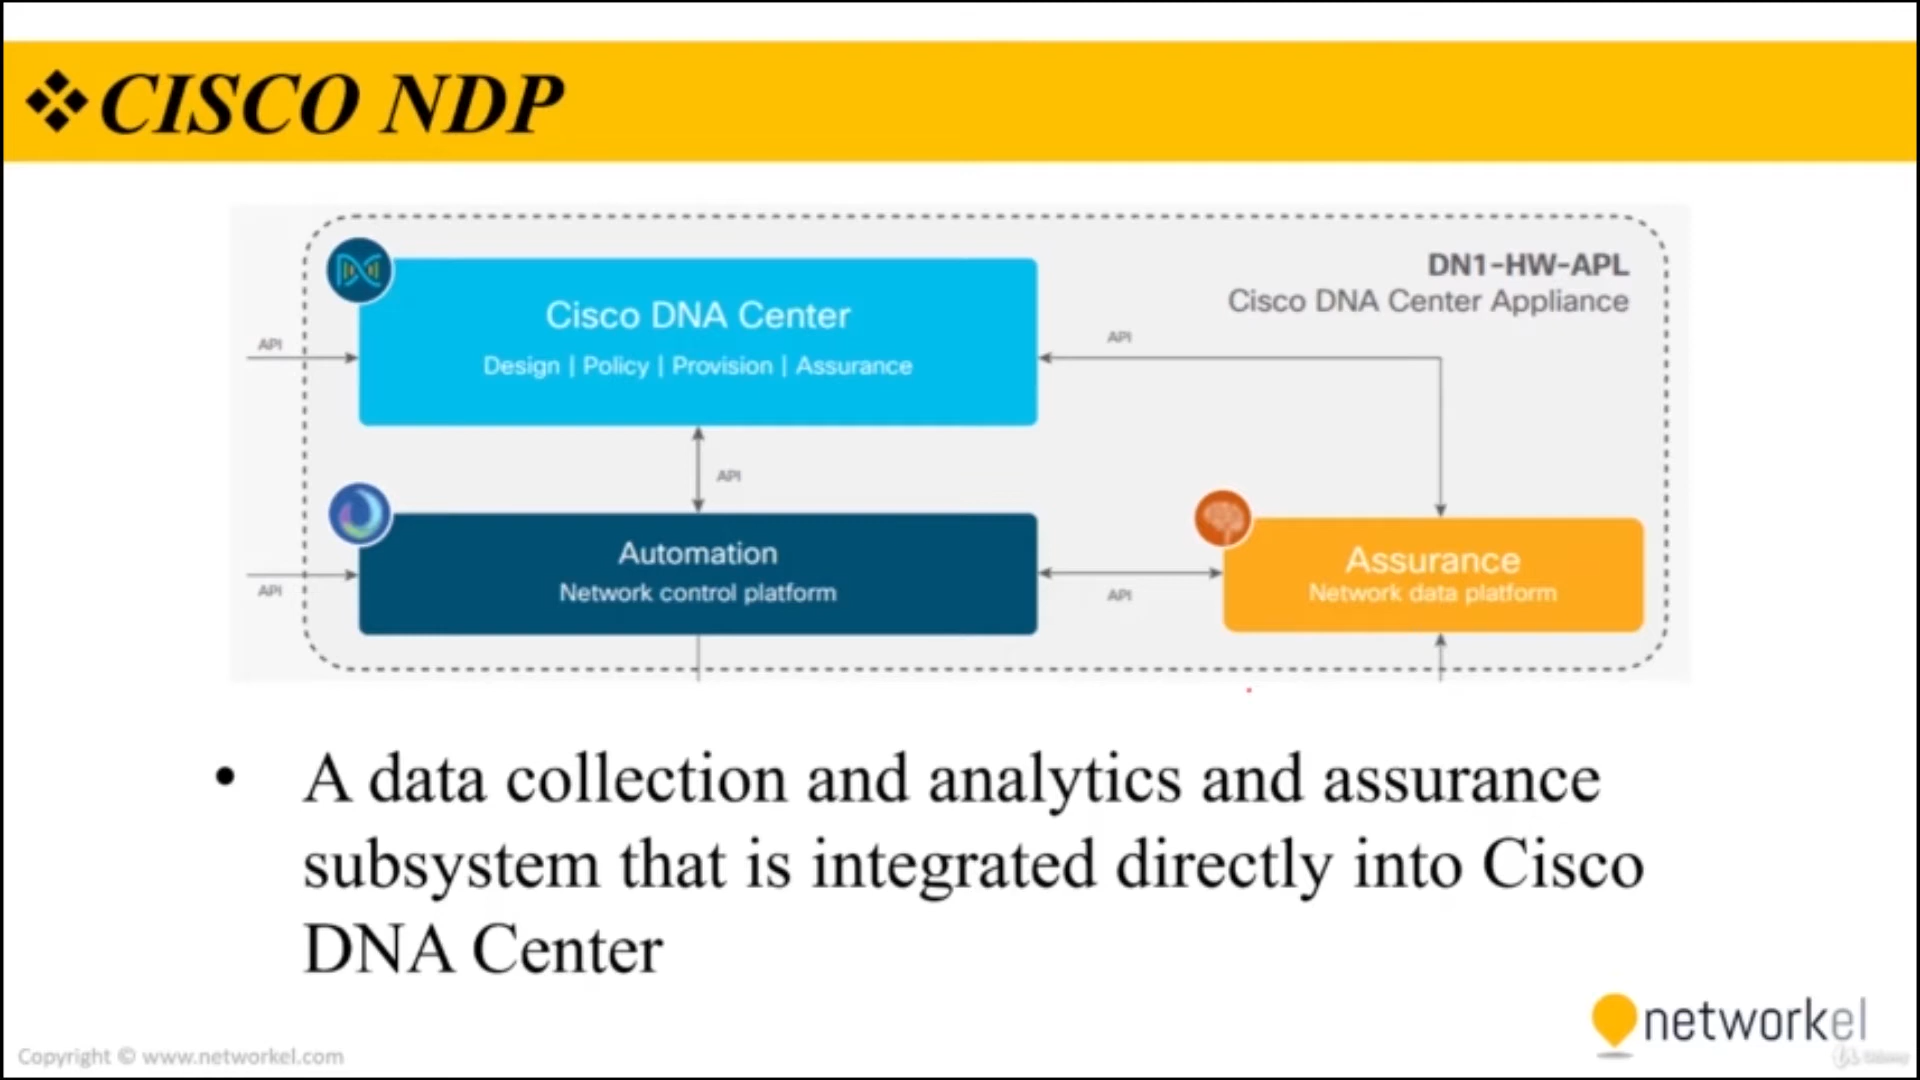 ❖CISCO NDP
DN1-HW-APL
Cisco DNA Center Appliance
Cisco DNA Center
Design | Policy | Provision | Assurance
API
API
API
Automation
Network control platform
API
API
Assurance
Network data platform
• A data collection and analytics and assurance
subsystem that is integrated directly into Cisco
DNA Center
networkel
Copyright © www.networkel.com
Udemy